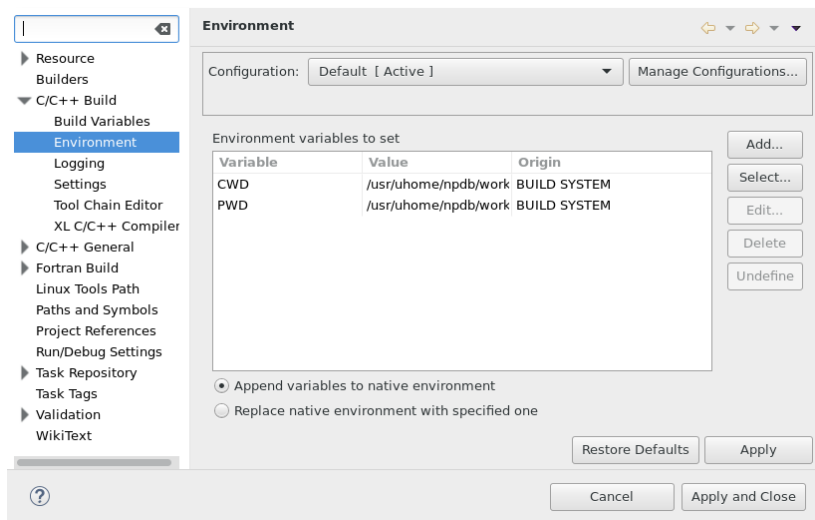 Environment
Resource
Builders
C/C++ Build
Build Variables
Environment
Logging
Settings
Tool Chain Editor
XL C/C++ Compiler
C/C++ General
Fortran Build
Linux Tools Path
Paths and Symbols
Project References
Run/Debug Settings
Task Repository
Task Tags
Validation
WikiText
Configuration: Default [ Active ] Manage Configurations...
Environment variables to set
Variable Value Origin
CWD /usr/uhome/npdb/work BUILD SYSTEM
PWD /usr/uhome/npdb/work BUILD SYSTEM
Add...
Select...
Edit...
Delete
Undefine
Append variables to native environment
Replace native environment with specified one
Restore Defaults Apply
? Cancel Apply and Close